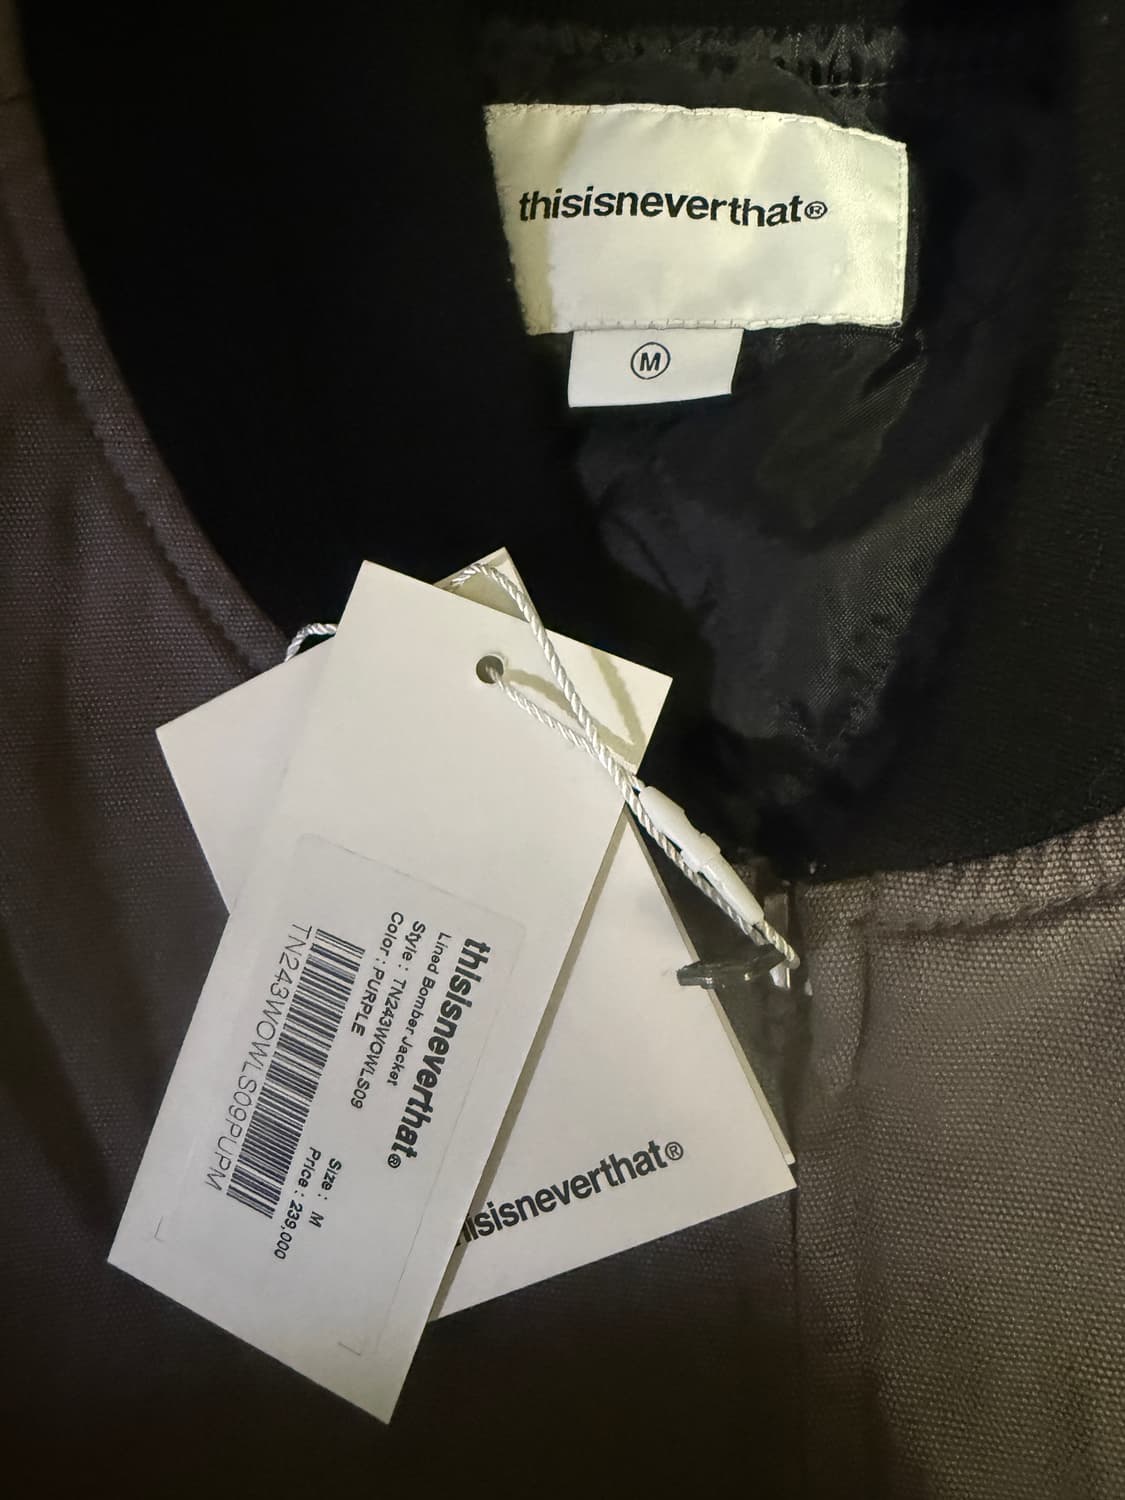 thisisneverthat®
M
thisisneverthat®
Lined Bomber Jacket
Style : TN243WOWLS09
Color : PURPLE
Size : M
Price : 239,000
TN243WOWLS09PUPM
hisisneverthat®